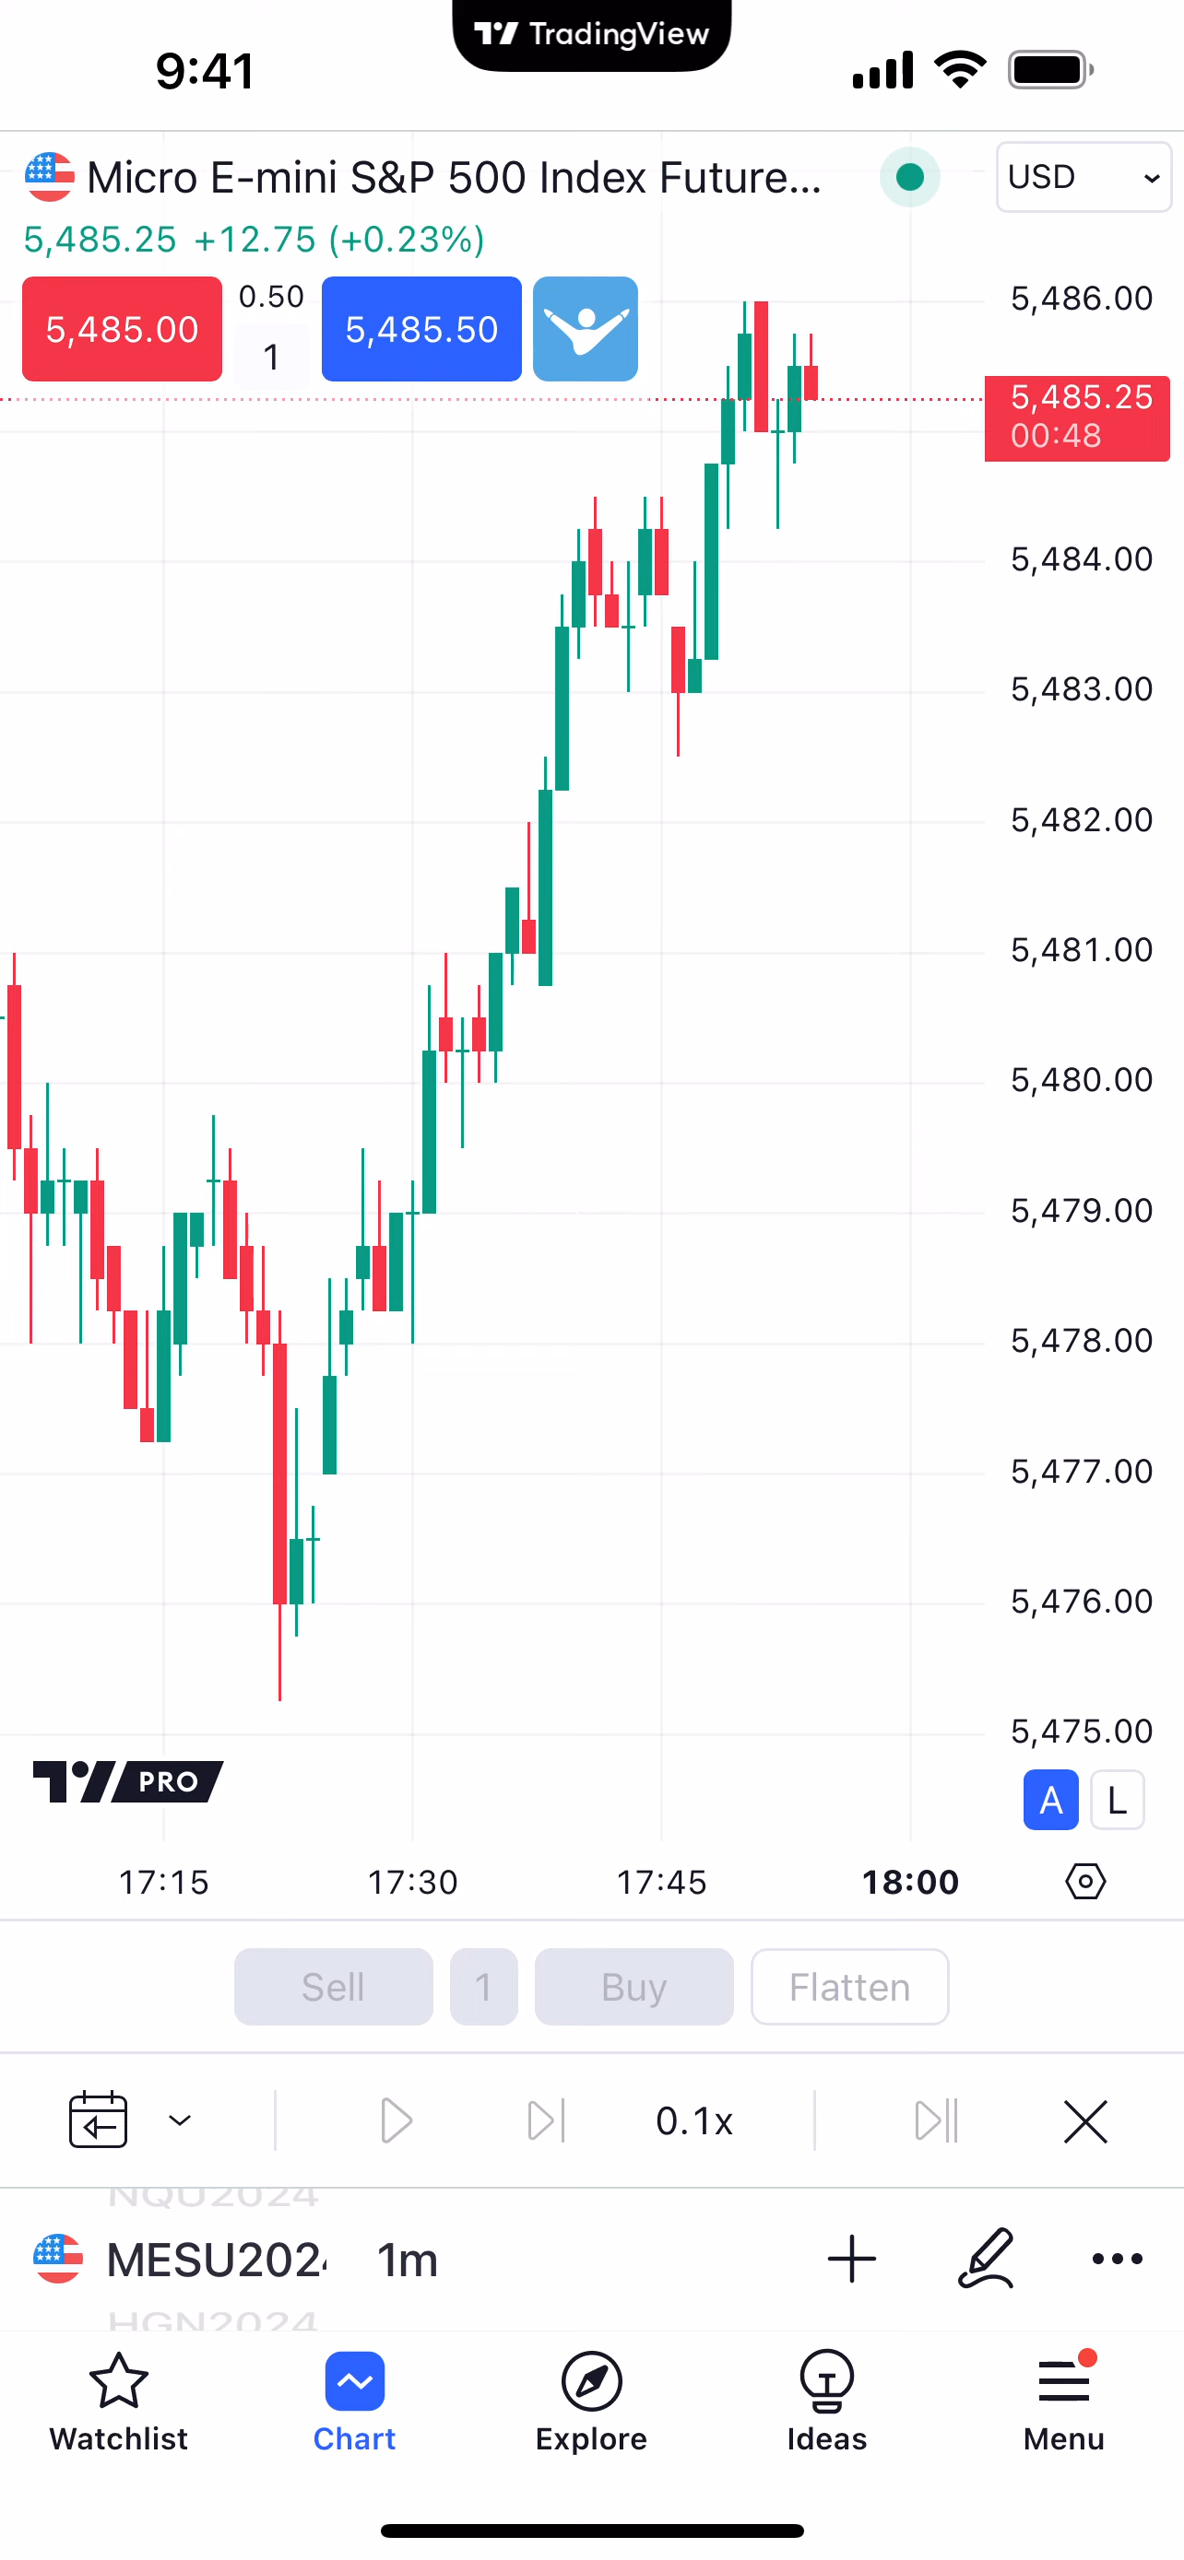 TradingView
9:41
Micro E-mini S&P 500 Index Future...
USD
5,485.25 +12.75 (+0.23%)
5,485.00
0.50
1
5,485.50
5,486.00
5,485.25
00:48
5,484.00
5,483.00
5,482.00
5,481.00
5,480.00
5,479.00
5,478.00
5,477.00
5,476.00
5,475.00
PRO
A
L
17:15
17:30
17:45
18:00
Sell
1
Buy
Flatten
0.1x
NQU2024
MESU202
1m
HGN2024
Watchlist
Chart
Explore
Ideas
Menu